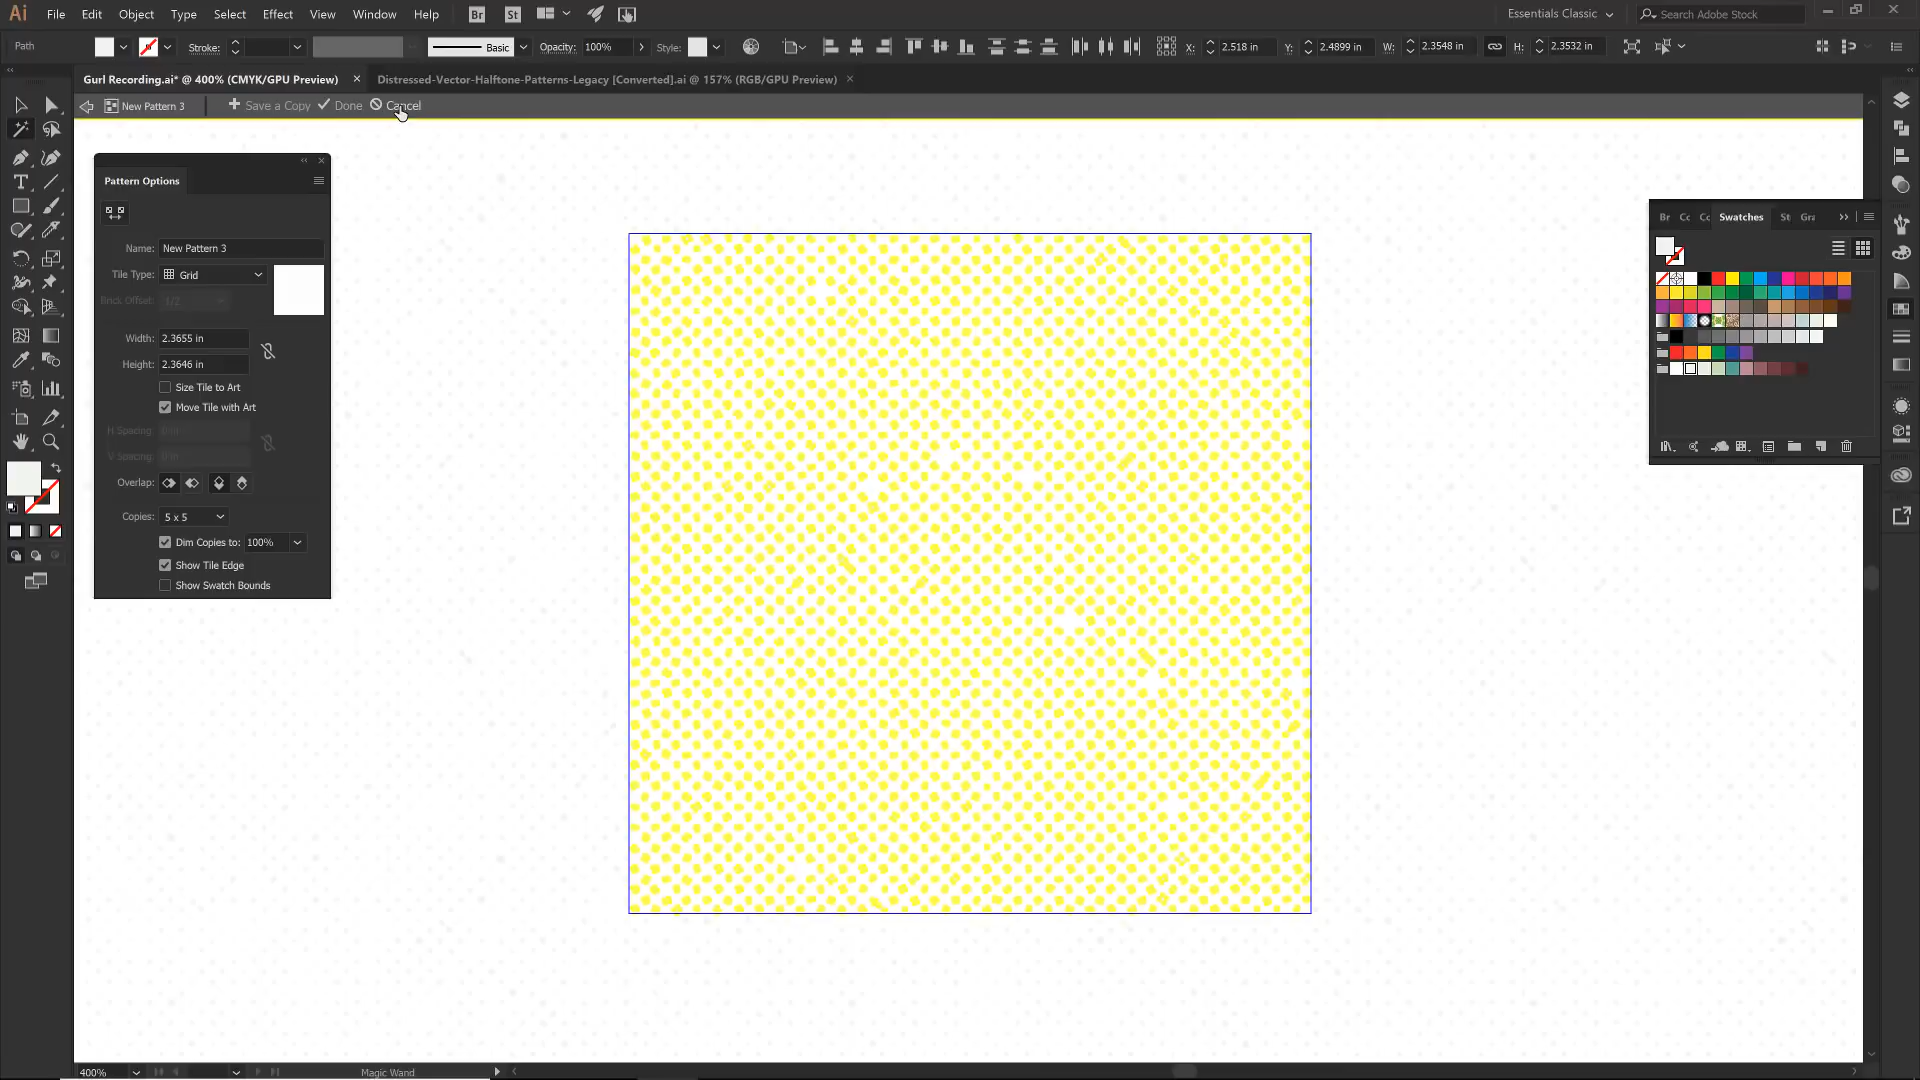 Ai File Edit Object Type Select Effect View Window Help Br St Essentials Classic Search Adobe Stock
Path Stroke: Basic Opacity: 100% Style: X: 2.518 in Y: 2.4899 in W: 2.3548 in H: 2.3532 in
Gurl Recording.ai* @ 400% (CMYK/GPU Preview) Distressed-Vector-Halftone-Patterns-Legacy [Converted].ai @ 157% (RGB/GPU Preview)
New Pattern 3 Save a Copy Done Cancel
Pattern Options
Name: New Pattern 3
Tile Type: Grid
Brick Offset: 1/2
Width: 2.3655 in
Height: 2.3646 in
Size Tile to Art
Move Tile with Art
H Spacing: 0 in
V Spacing: 0 in
Overlap:
Copies: 5 x 5
Dim Copies to: 100%
Show Tile Edge
Show Swatch Bounds
Br Cc Cc Swatches St Gra
400% Magic Wand